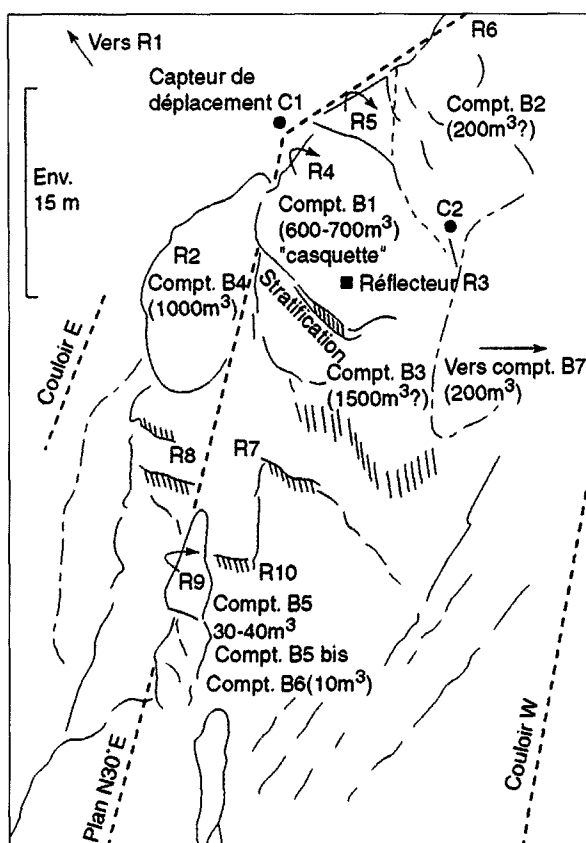 Vers R1
R6
Capteur de
déplacement C1
Compt. B2
(200m³?)
R5
R4
Env.
15 m
Compt. B1
(600-700m³)
"casquette"
C2
R2
Compt. B4
(1000m³)
Réflecteur R3
Stratification
Couloir E
Compt. B3
(1500m³?)
Vers compt. B7
(200m³)
R8
R7
R9
R10
Compt. B5
30-40m³
Compt. B5 bis
Compt. B6(10m³)
Plan N30°E
Couloir W